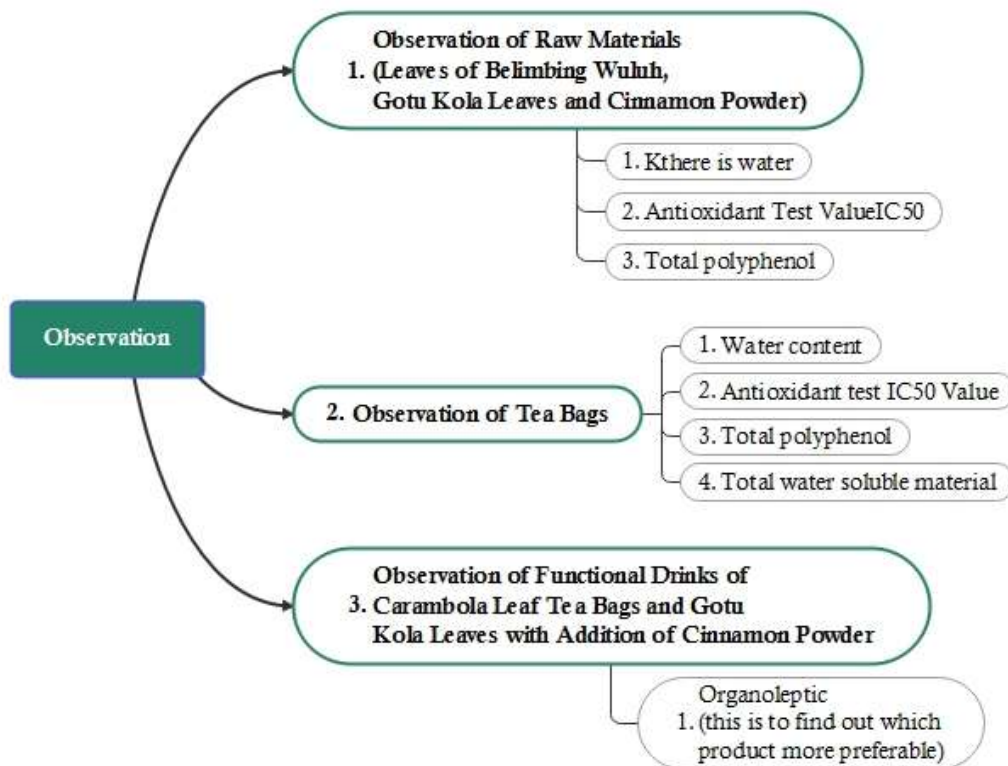 Observation of Raw Materials
1. (Leaves of Belimbing Wuluh,
Gotu Kola Leaves and Cinnamon Powder)
1. Kthere is water
2. Antioxidant Test ValueIC50
3. Total polyphenol
Observation
2. Observation of Tea Bags
1. Water content
2. Antioxidant test IC50 Value
3. Total polyphenol
4. Total water soluble material
Observation of Functional Drinks of
3. Carambola Leaf Tea Bags and Gotu
Kola Leaves with Addition of Cinnamon Powder
Organoleptic
1. (this is to find out which
product more preferable)